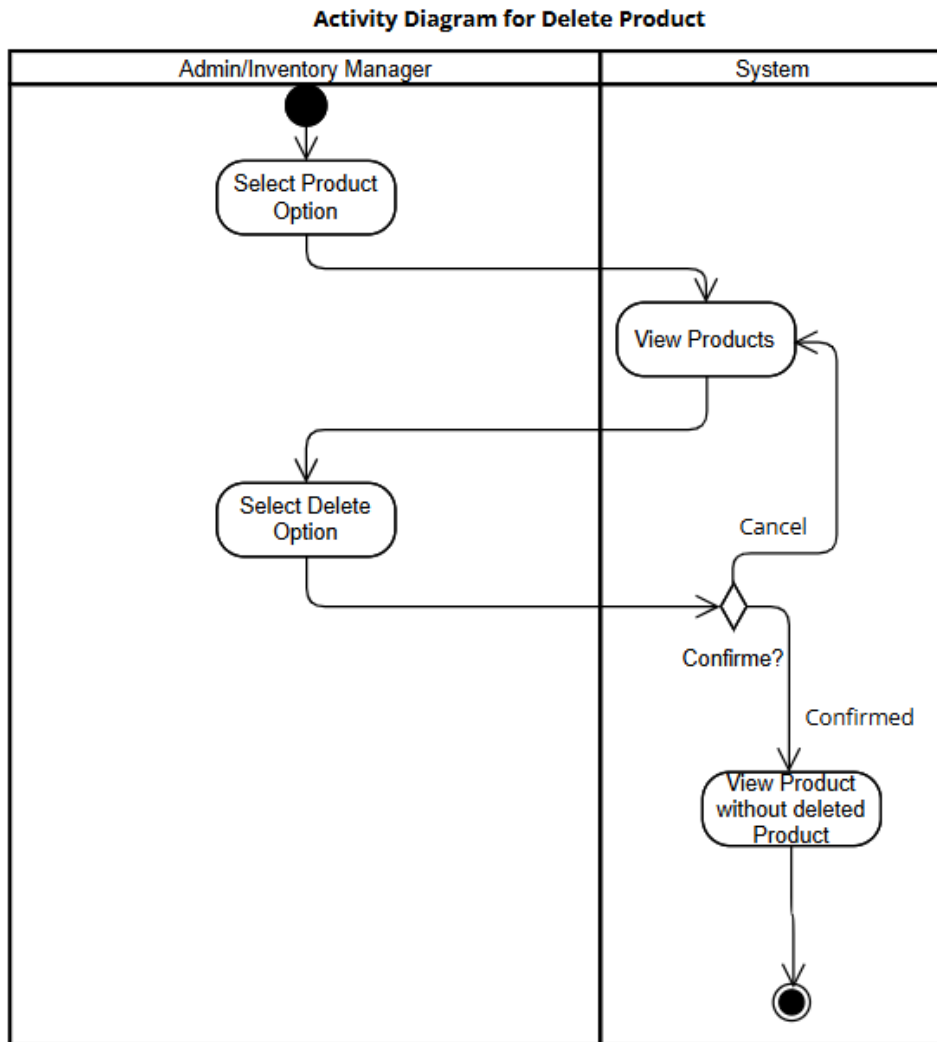 Activity Diagram for Delete Product
Admin/Inventory Manager
System
Select Product
Option
View Products
Select Delete
Option
Cancel
Confirme?
Confirmed
View Product
without deleted
Product